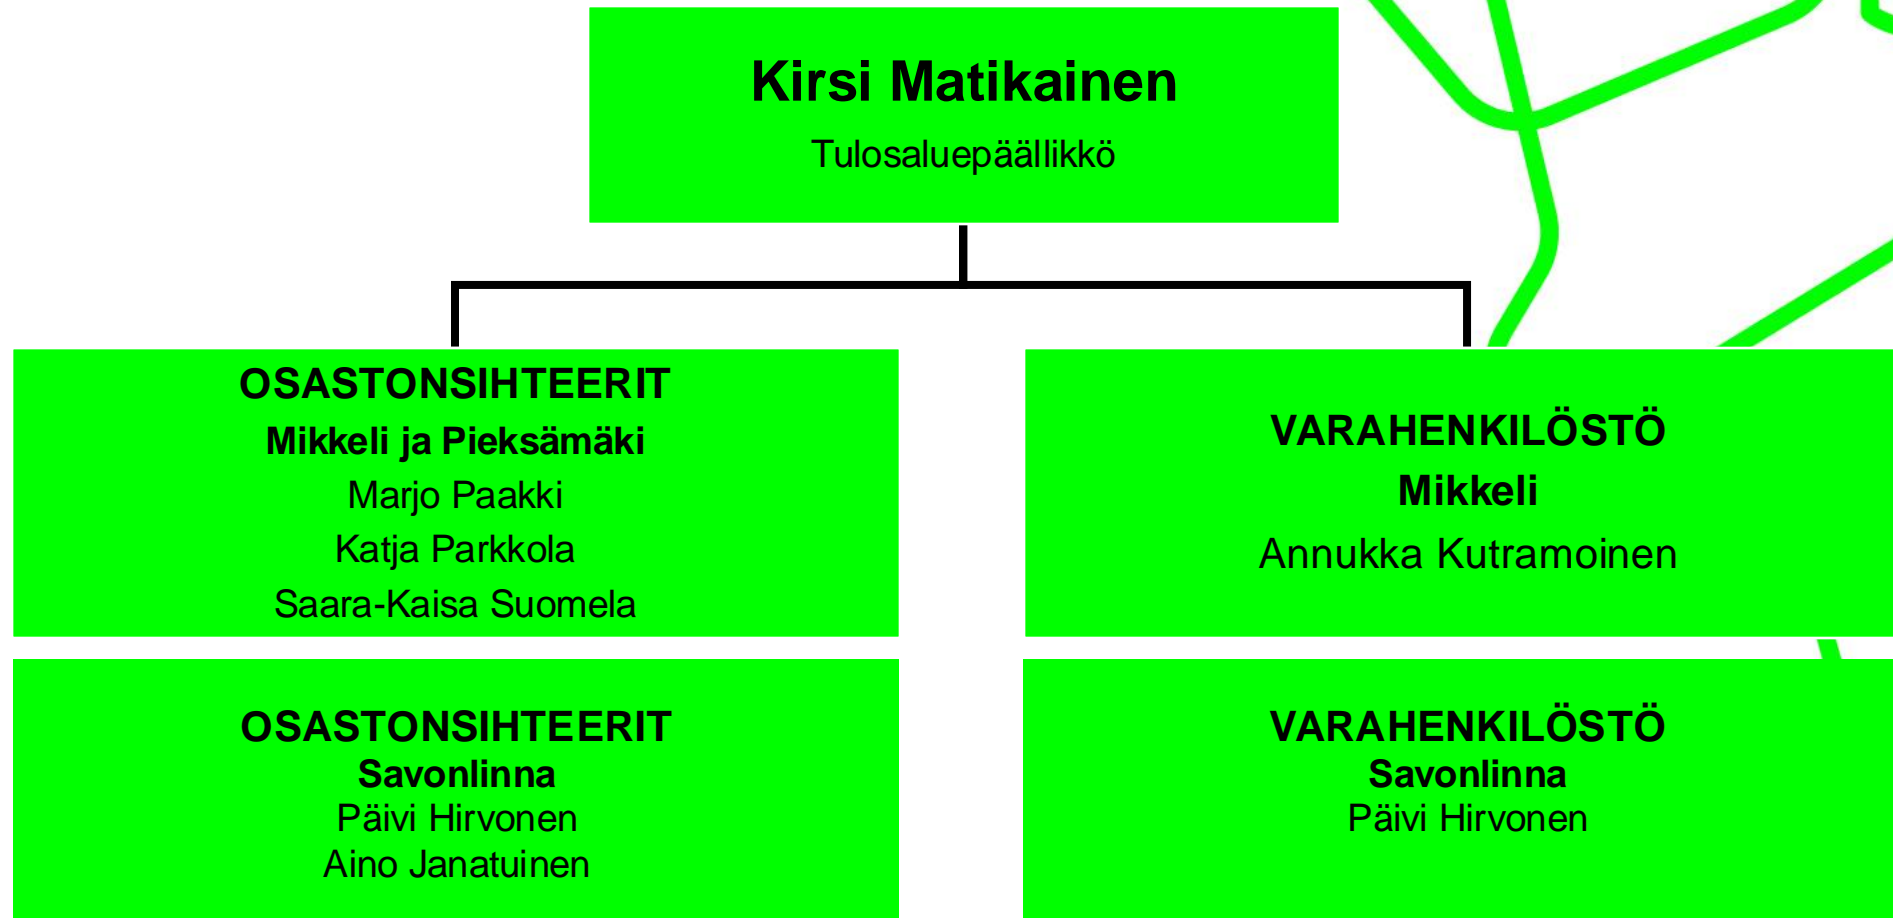 Kirsi Matikainen
Tulosaluepäällikkö
OSASTONSIHTEERIT
Mikkeli ja Pieksämäki
Marjo Paakki
Katja Parkkola
Saara-Kaisa Suomela
VARAHENKILÖSTÖ
Mikkeli
Annukka Kutramoinen
OSASTONSIHTEERIT
Savonlinna
Päivi Hirvonen
Aino Janatuinen
VARAHENKILÖSTÖ
Savonlinna
Päivi Hirvonen